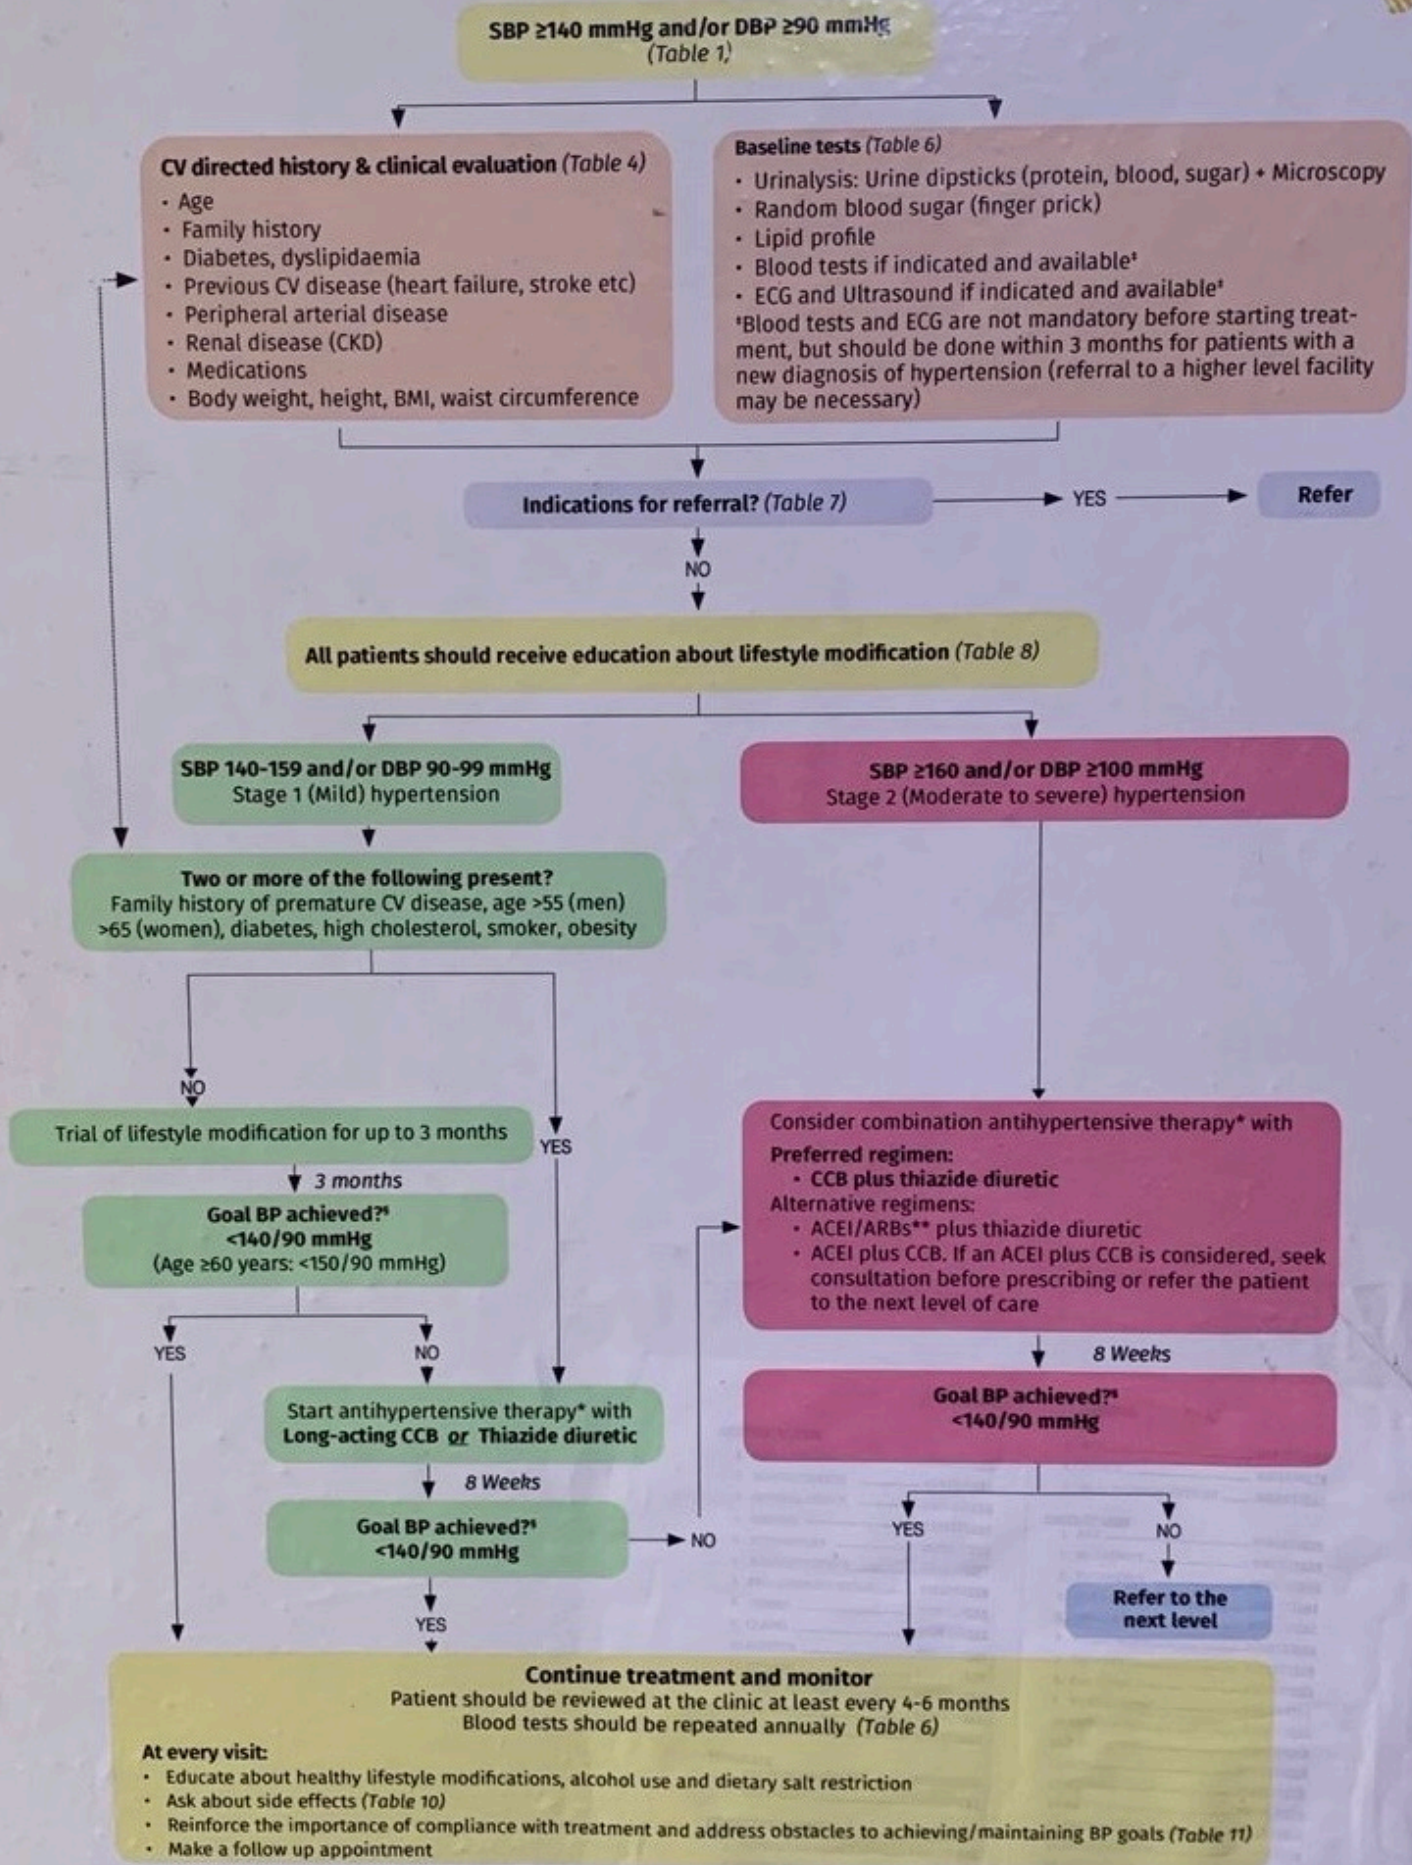 SBP ≥140 mmHg and/or DBP ≥90 mmHg
(Table 1)
CV directed history & clinical evaluation (Table 4)
• Age
• Family history
• Diabetes, dyslipidaemia
• Previous CV disease (heart failure, stroke etc)
• Peripheral arterial disease
• Renal disease (CKD)
• Medications
• Body weight, height, BMI, waist circumference
Baseline tests (Table 6)
• Urinalysis: Urine dipsticks (protein, blood, sugar) + Microscopy
• Random blood sugar (finger prick)
• Lipid profile
• Blood tests if indicated and available‡
• ECG and Ultrasound if indicated and available‡
‡Blood tests and ECG are not mandatory before starting treat-
ment, but should be done within 3 months for patients with a
new diagnosis of hypertension (referral to a higher level facility
may be necessary)
Indications for referral? (Table 7)
YES
Refer
NO
All patients should receive education about lifestyle modification (Table 8)
SBP 140-159 and/or DBP 90-99 mmHg
Stage 1 (Mild) hypertension
SBP ≥160 and/or DBP ≥100 mmHg
Stage 2 (Moderate to severe) hypertension
Two or more of the following present?
Family history of premature CV disease, age >55 (men)
>65 (women), diabetes, high cholesterol, smoker, obesity
NO
YES
Trial of lifestyle modification for up to 3 months
3 months
Goal BP achieved?§
<140/90 mmHg
(Age ≥60 years: <150/90 mmHg)
YES
NO
Start antihypertensive therapy* with
Long-acting CCB or Thiazide diuretic
8 Weeks
Goal BP achieved?§
<140/90 mmHg
NO
YES
Consider combination antihypertensive therapy* with
Preferred regimen:
• CCB plus thiazide diuretic
Alternative regimens:
• ACEI/ARBs** plus thiazide diuretic
• ACEI plus CCB. If an ACEI plus CCB is considered, seek
consultation before prescribing or refer the patient
to the next level of care
8 Weeks
Goal BP achieved?§
<140/90 mmHg
YES
NO
Refer to the
next level
Continue treatment and monitor
Patient should be reviewed at the clinic at least every 4-6 months
Blood tests should be repeated annually (Table 6)
At every visit:
• Educate about healthy lifestyle modifications, alcohol use and dietary salt restriction
• Ask about side effects (Table 10)
• Reinforce the importance of compliance with treatment and address obstacles to achieving/maintaining BP goals (Table 11)
• Make a follow up appointment